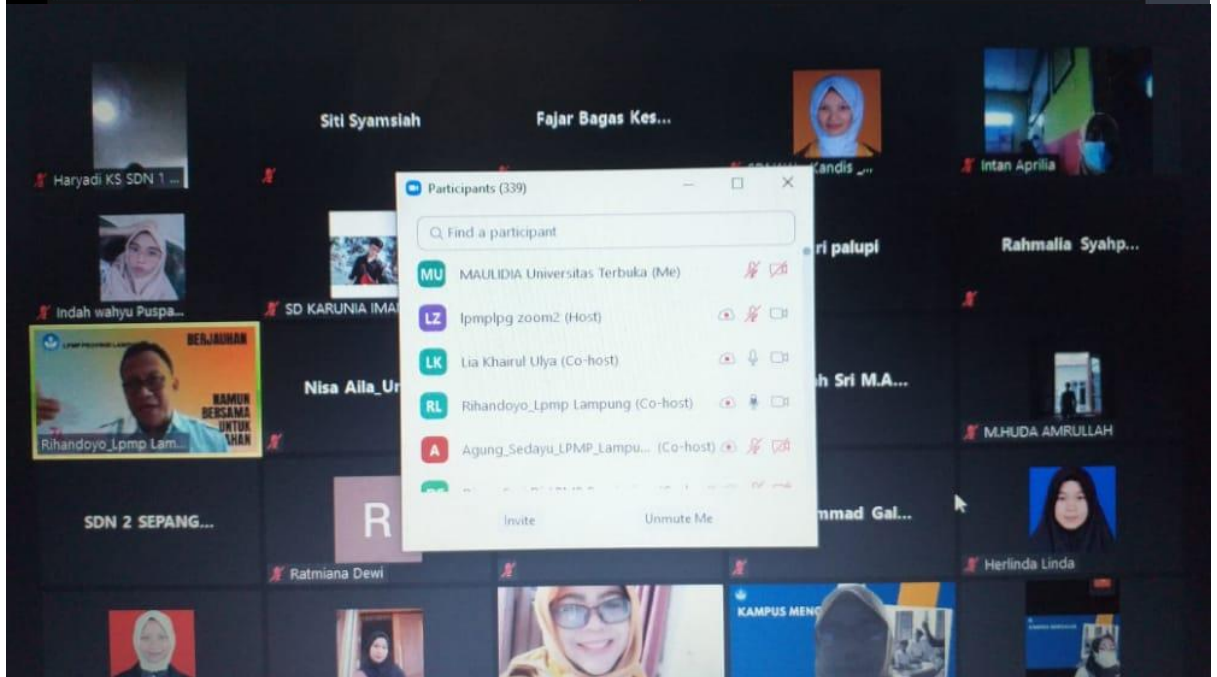 Siti Syamsiah
Fajar Bagas Kes...
Haryadi KS SDN 1 ...
Kandis _...
Intan Aprilia
Participants (339)
Find a participant
MU MAULIDIA Universitas Terbuka (Me)
LZ lpmplpg zoom2 (Host)
LK Lia Khairul Ulya (Co-host)
RL Rihandoyo_Lpmp Lampung (Co-host)
A Agung_Sedayu_LPMP_Lampu... (Co-host)
Invite
Unmute Me
ri palupi
Rahmalia Syahp...
Indah wahyu Puspa...
SD KARUNIA IMA
BERJAUHAN
NAMUN
BERSAMA
UNTUK
Rihandoyo_Lpmp Lam...
Nisa Aila_Ur
h Sri M.A...
M.HUDA AMRULLAH
SDN 2 SEPANG...
R
Ratmiana Dewi
mmad Gal...
Herlinda Linda
KAMPUS MENG